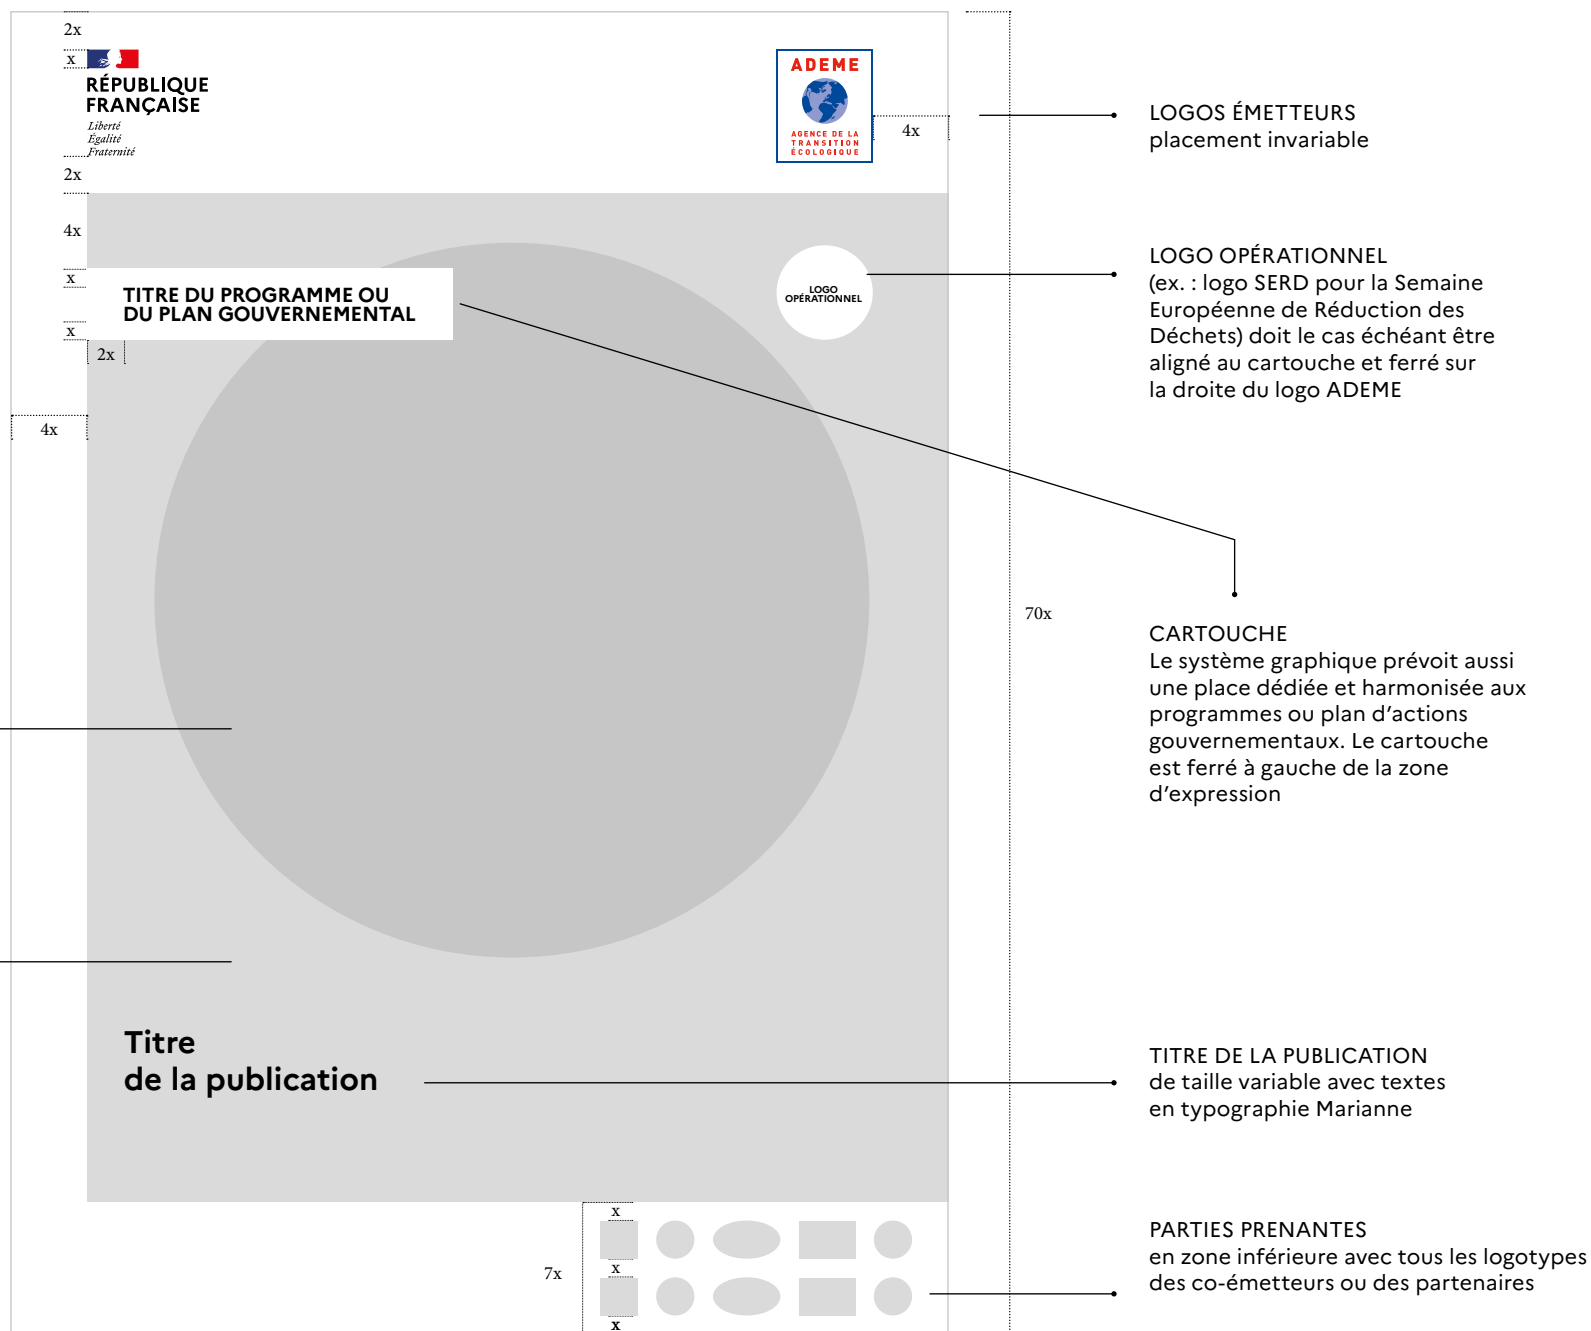 2x
x
RÉPUBLIQUE
FRANÇAISE
Liberté
Égalité
Fraternité
2x
ADEME
AGENCE DE LA
TRANSITION
ÉCOLOGIQUE
4x
LOGOS ÉMETTEURS
placement invariable
4x
x
TITRE DU PROGRAMME OU
DU PLAN GOUVERNEMENTAL
x
2x
LOGO
OPÉRATIONNEL
LOGO OPÉRATIONNEL
(ex. : logo SERD pour la Semaine
Européenne de Réduction des
Déchets) doit le cas échéant être
aligné au cartouche et ferré sur
la droite du logo ADEME
4x
70x
CARTOUCHE
Le système graphique prévoit aussi
une place dédiée et harmonisée aux
programmes ou plan d’actions
gouvernementaux. Le cartouche
est ferré à gauche de la zone
d’expression
Titre
de la publication
TITRE DE LA PUBLICATION
de taille variable avec textes
en typographie Marianne
x
7x
x
x
PARTIES PRENANTES
en zone inférieure avec tous les logotypes
des co-émetteurs ou des partenaires